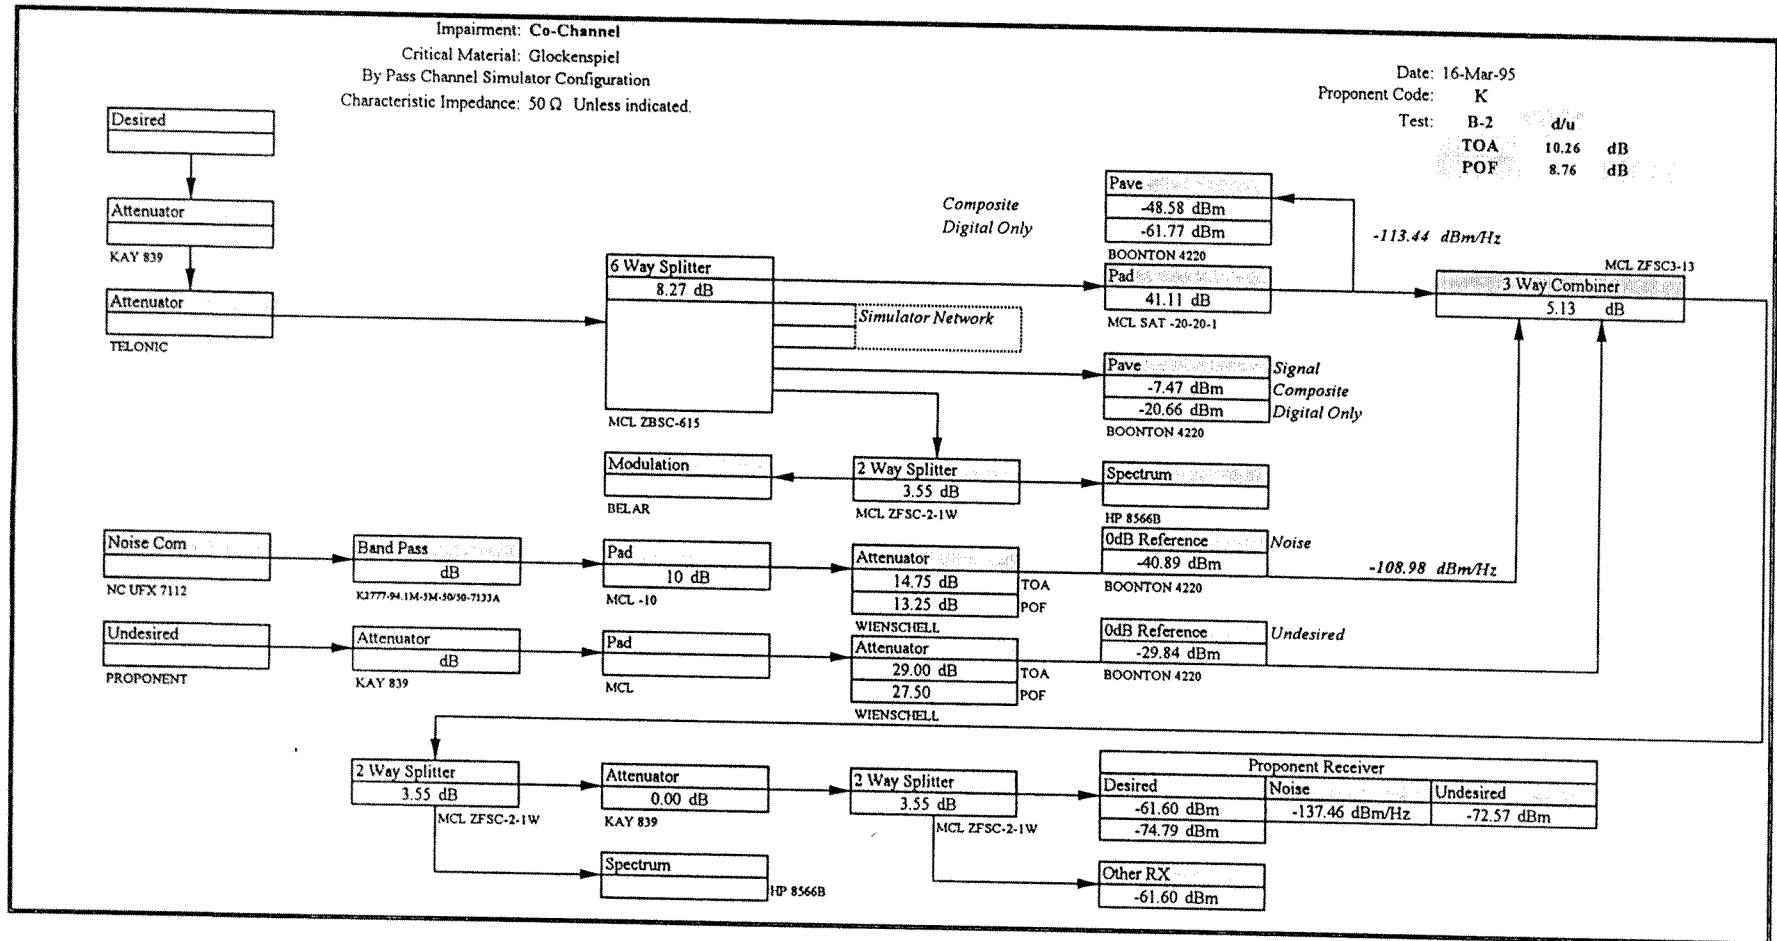 Impairment: Co-Channel
Critical Material: Glockenspiel
By Pass Channel Simulator Configuration
Characteristic Impedance: 50 Ω Unless indicated.
Date: 16-Mar-95
Proponent Code: K
Test: B-2 d/u
TOA 10.26 dB
POF 8.76 dB
Desired
Attenuator
KAY 839
Attenuator
TELONIC
6 Way Splitter
8.27 dB
MCL ZBSC-615
Simulator Network
Composite
Digital Only
Pave
-48.58 dBm
-61.77 dBm
BOONTON 4220
-113.44 dBm/Hz
Pad
41.11 dB
MCL SAT -20-20-1
MCL ZFSC3-13
3 Way Combiner
5.13 dB
Pave
-7.47 dBm
-20.66 dBm
BOONTON 4220
Signal
Composite
Digital Only
Modulation
BELAR
2 Way Splitter
3.55 dB
MCL ZFSC-2-1W
Spectrum
HP 8566B
Noise Com
NC UFX 7112
Band Pass
dB
K2777-94.1M-5M-50/50-7133A
Pad
10 dB
MCL -10
Attenuator
14.75 dB TOA
13.25 dB POF
WIENSCHELL
0dB Reference
-40.89 dBm
BOONTON 4220
Noise
-108.98 dBm/Hz
Undesired
PROPONENT
Attenuator
dB
KAY 839
Pad
MCL
Attenuator
29.00 dB TOA
27.50 POF
WIENSCHELL
0dB Reference
-29.84 dBm
BOONTON 4220
Undesired
2 Way Splitter
3.55 dB
MCL ZFSC-2-1W
Attenuator
0.00 dB
KAY 839
2 Way Splitter
3.55 dB
MCL ZFSC-2-1W
Proponent Receiver
Desired Noise Undesired
-61.60 dBm -137.46 dBm/Hz -72.57 dBm
-74.79 dBm
Spectrum
HP 8566B
Other RX
-61.60 dBm